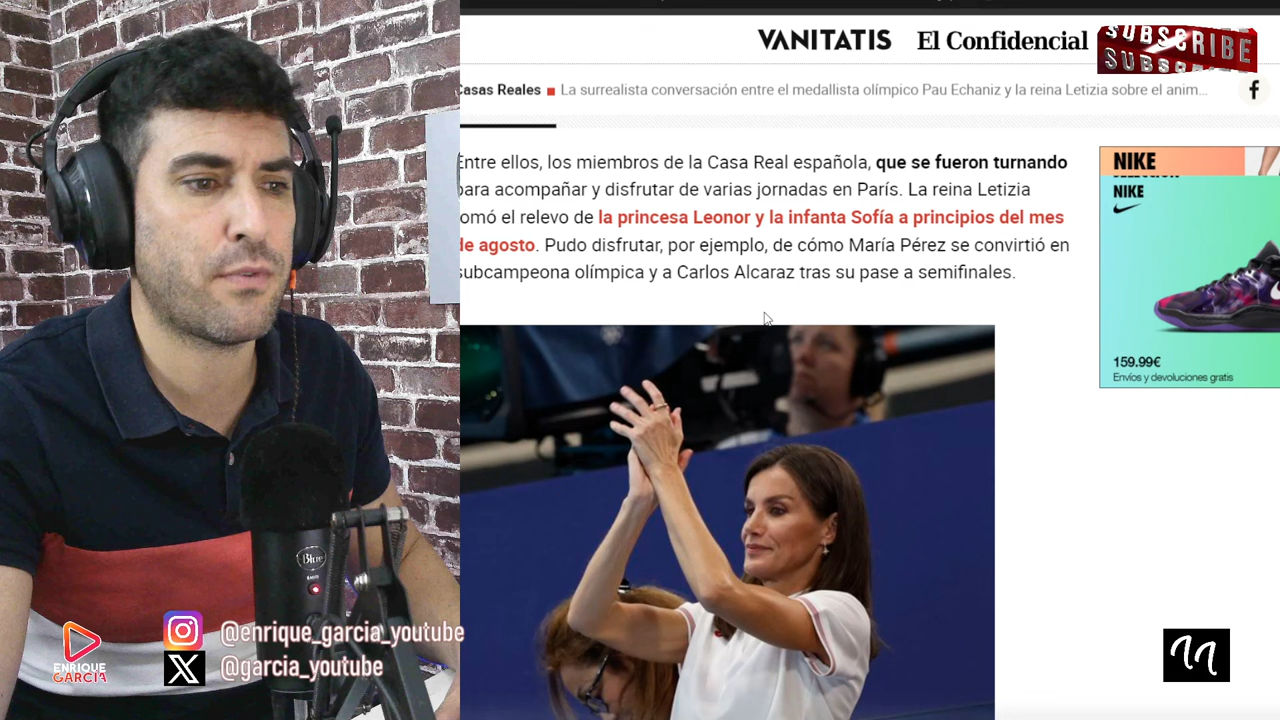 VANITATIS El Confidencial
SUBSCRIBE
asas Reales ■ La surrealista conversación entre el medallista olímpico Pau Echaniz y la reina Letizia sobre el anim...
Entre ellos, los miembros de la Casa Real española, que se fueron turnando
para acompañar y disfrutar de varias jornadas en París. La reina Letizia
omó el relevo de la princesa Leonor y la infanta Sofía a principios del mes
de agosto. Pudo disfrutar, por ejemplo, de cómo María Pérez se convirtió en
subcampeona olímpica y a Carlos Alcaraz tras su pase a semifinales.
NIKE
NIKE
159.99€
Envíos y devoluciones gratis
Blue
ENRIQUE
GARCIA
@enrique_garcia_youtube
@garcia_youtube